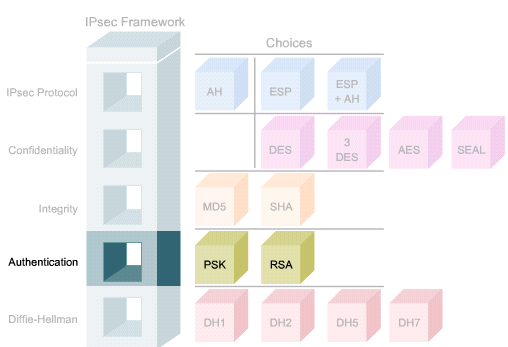 IPsec Framework
Choices
IPsec Protocol
AH
ESP
ESP
+ AH
Confidentiality
DES
3
DES
AES
SEAL
Integrity
MD5
SHA
Authentication
PSK
RSA
Diffie-Hellman
DH1
DH2
DH5
DH7